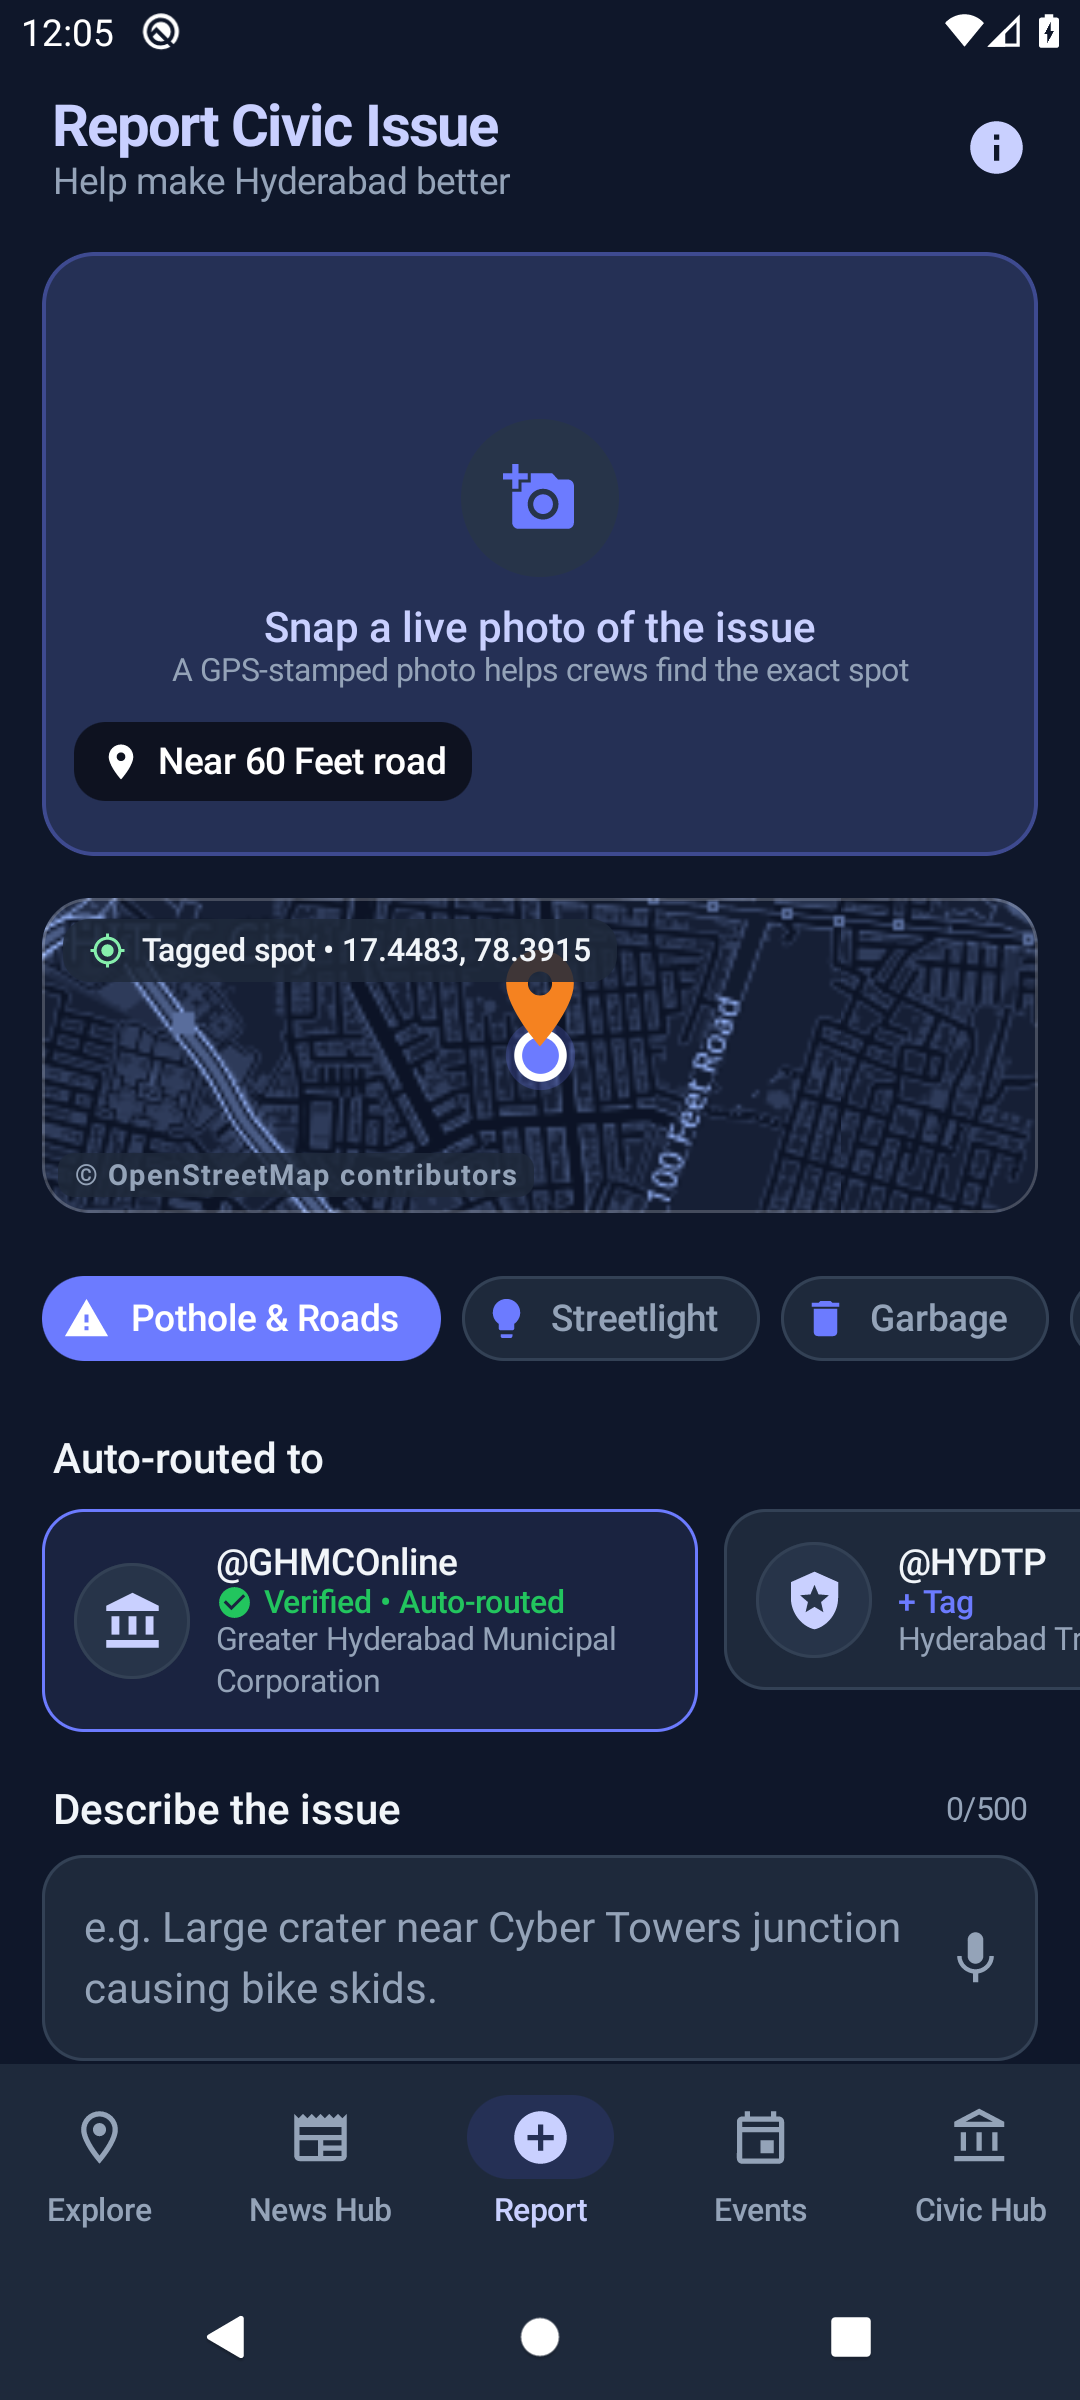 12:05
Report Civic Issue
Help make Hyderabad better
Snap a live photo of the issue
A GPS-stamped photo helps crews find the exact spot
Near 60 Feet road
Tagged spot • 17.4483, 78.3915
100 Feet Road
© OpenStreetMap contributors
Pothole & Roads
Streetlight
Garbage
Auto-routed to
@GHMCOnline
Verified • Auto-routed
Greater Hyderabad Municipal
Corporation
@HYDTP
+ Tag
Hyderabad Tr
Describe the issue
0/500
e.g. Large crater near Cyber Towers junction
causing bike skids.
Explore
News Hub
Report
Events
Civic Hub